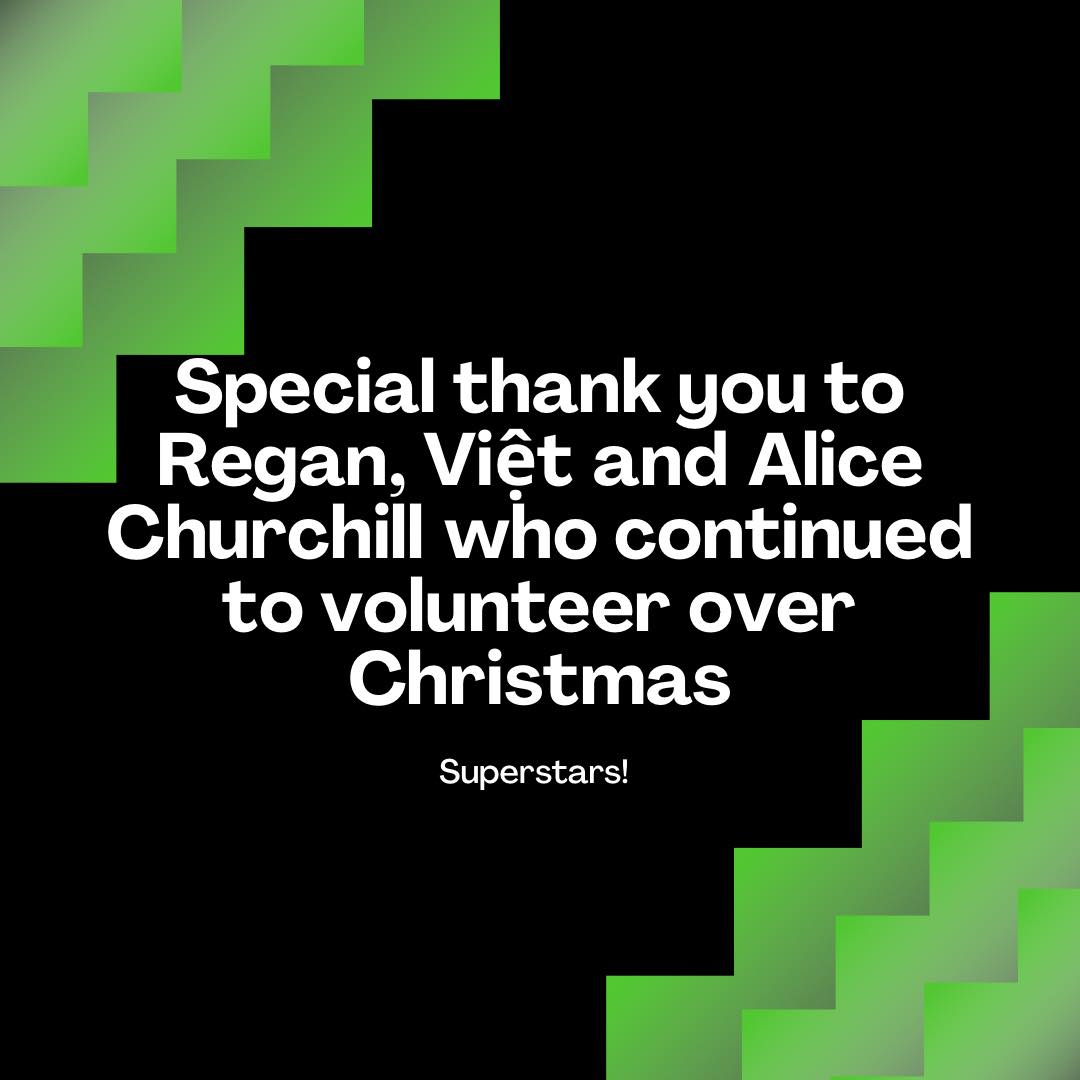 Special thank you to
Regan, Việt and Alice
Churchill who continued
to volunteer over
Christmas
Superstars!